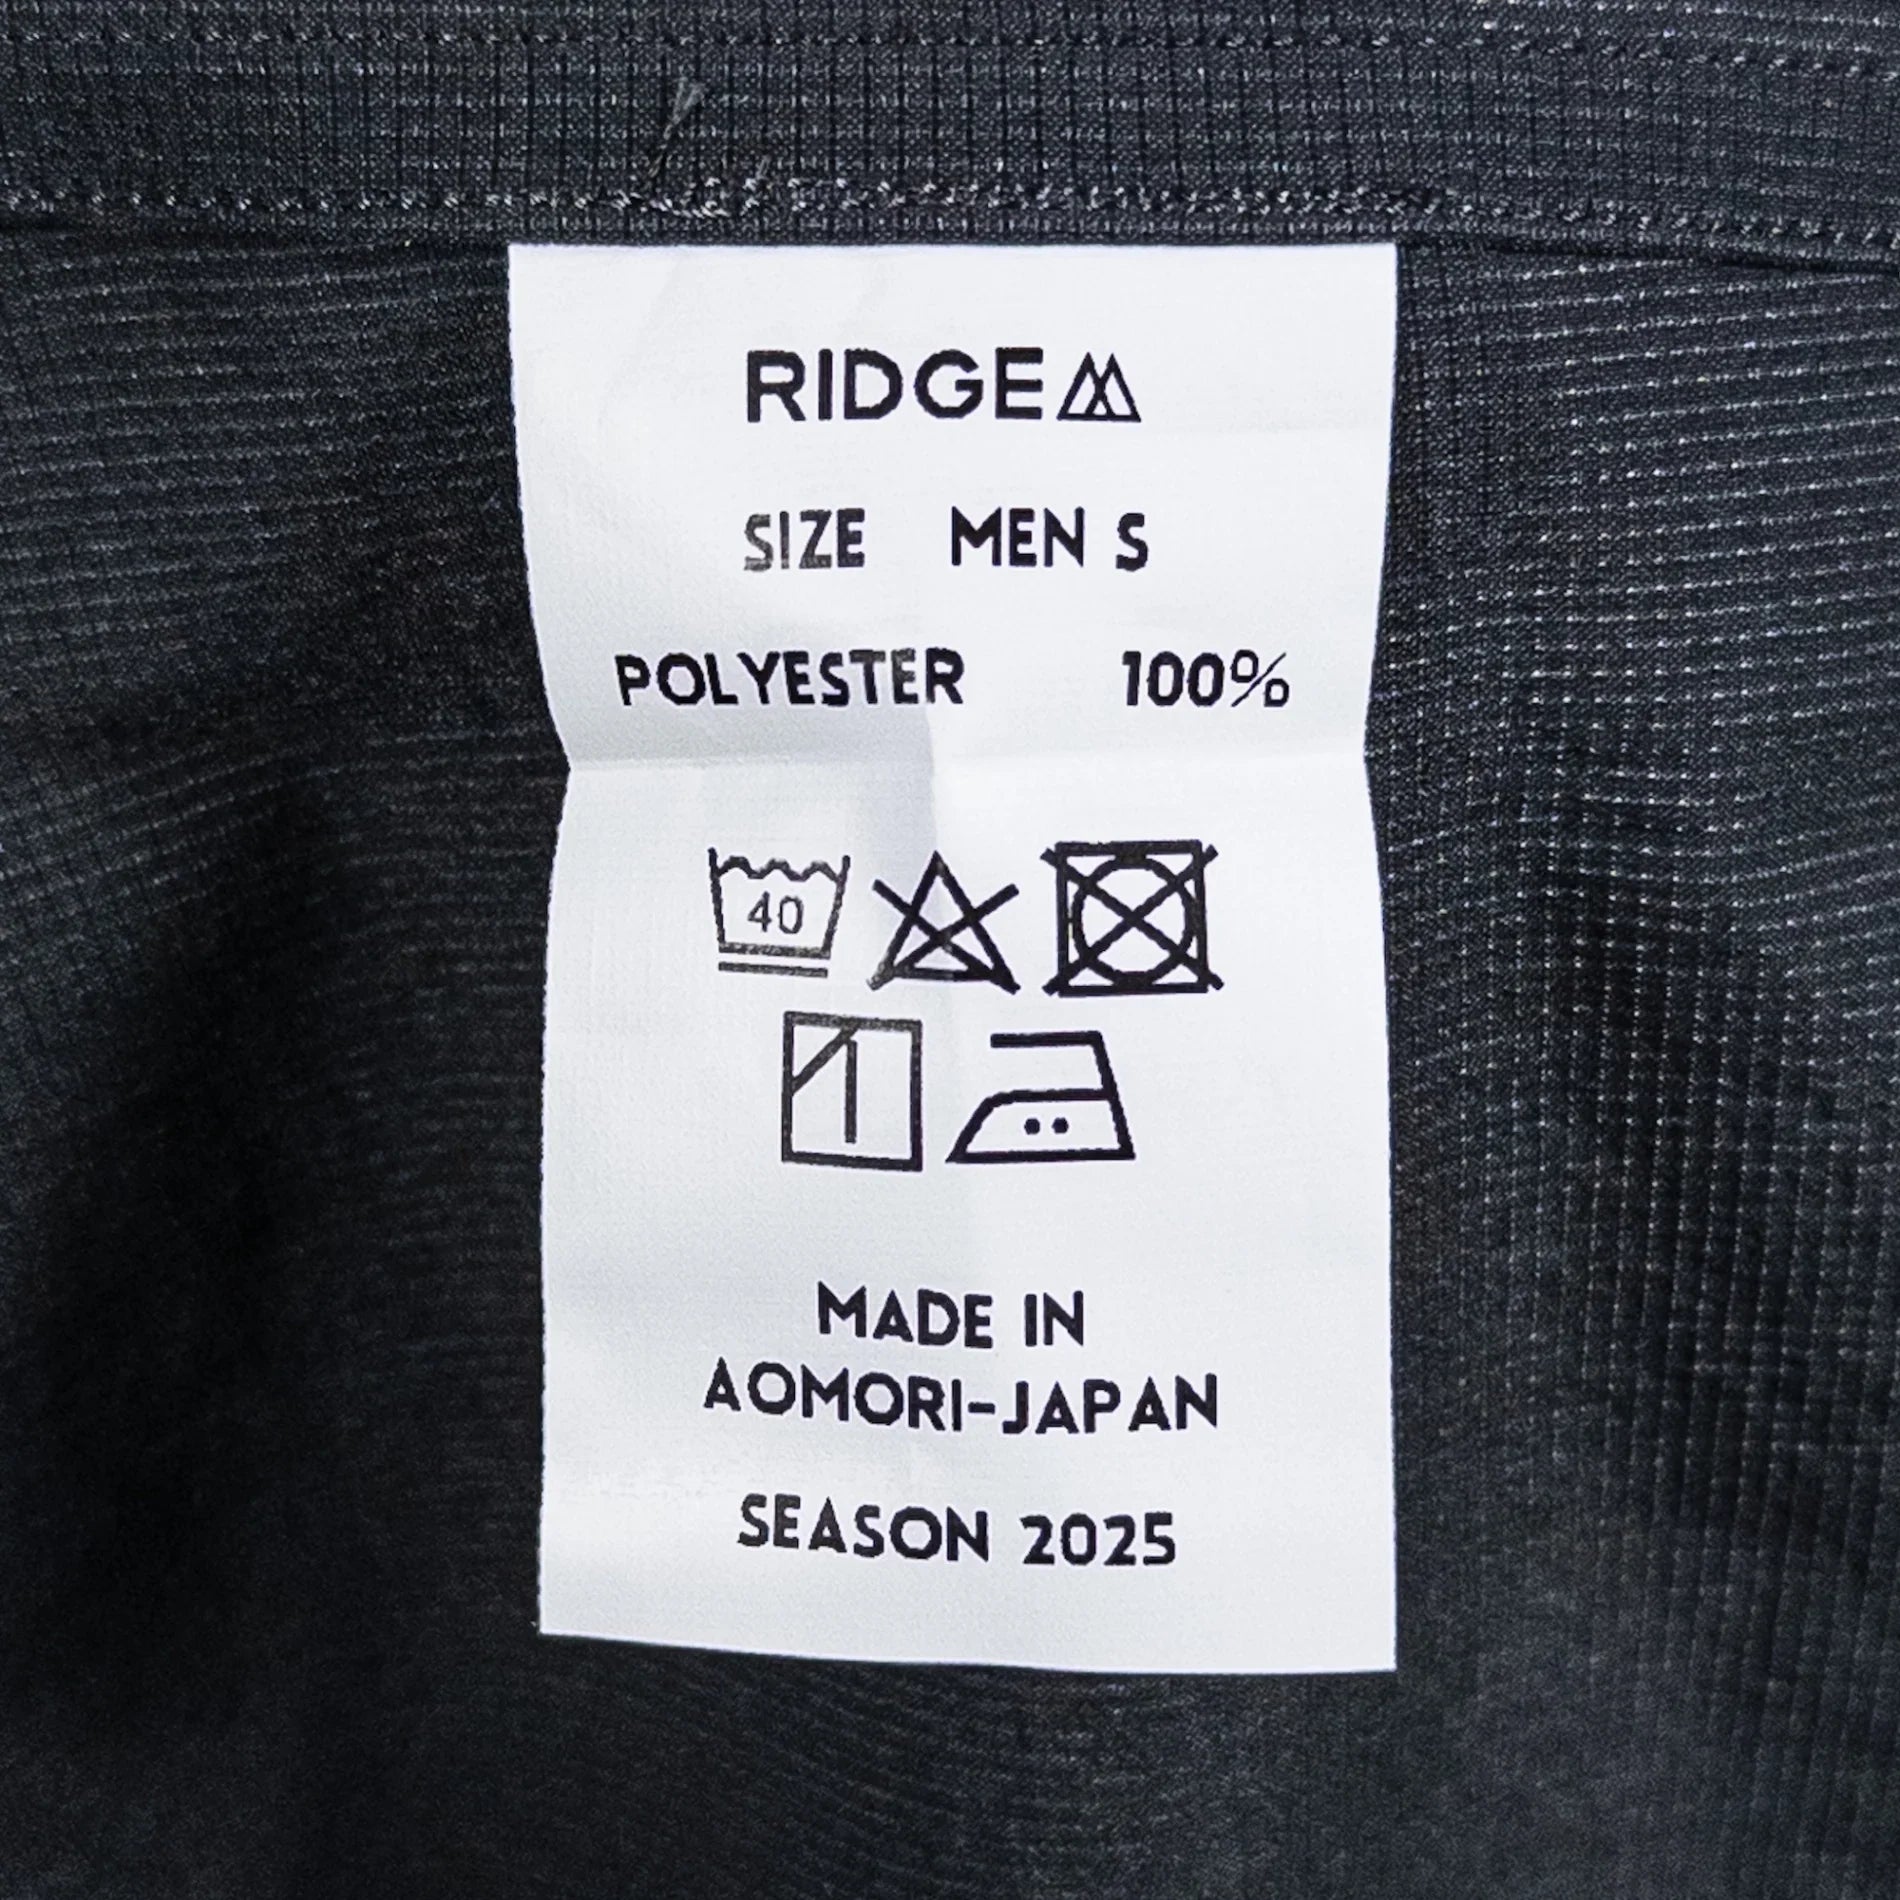 RIDGE
SIZE MEN S
POLYESTER 100%
40
MADE IN
AOMORI-JAPAN
SEASON 2025